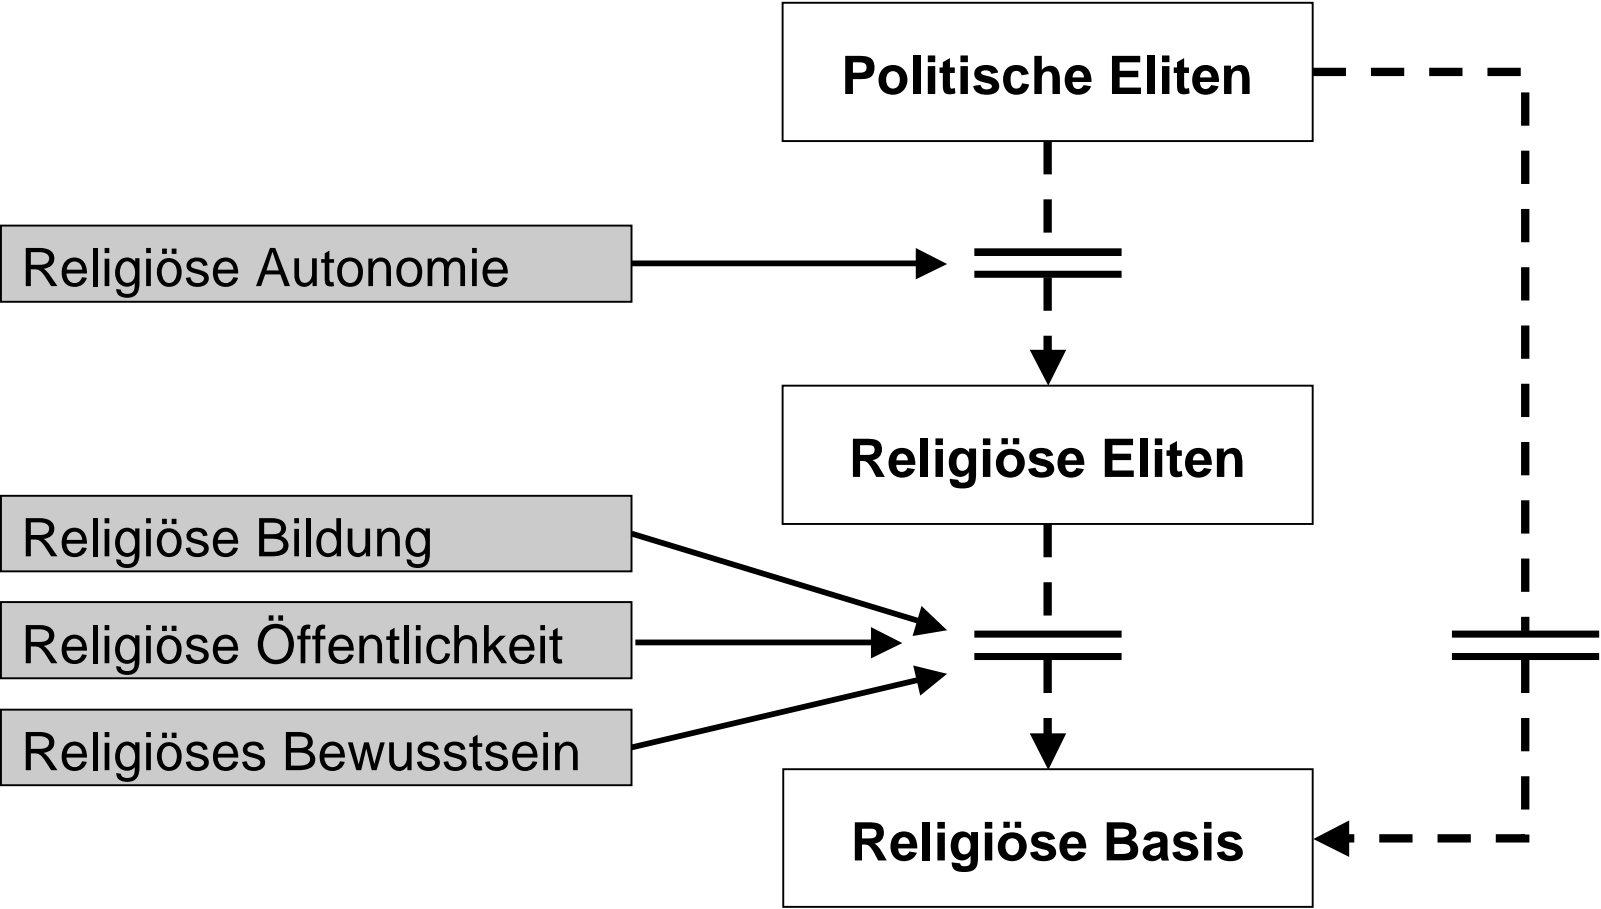 Politische Eliten
Religiöse Autonomie
Religiöse Eliten
Religiöse Bildung
Religiöse Öffentlichkeit
Religiöses Bewusstsein
Religiöse Basis